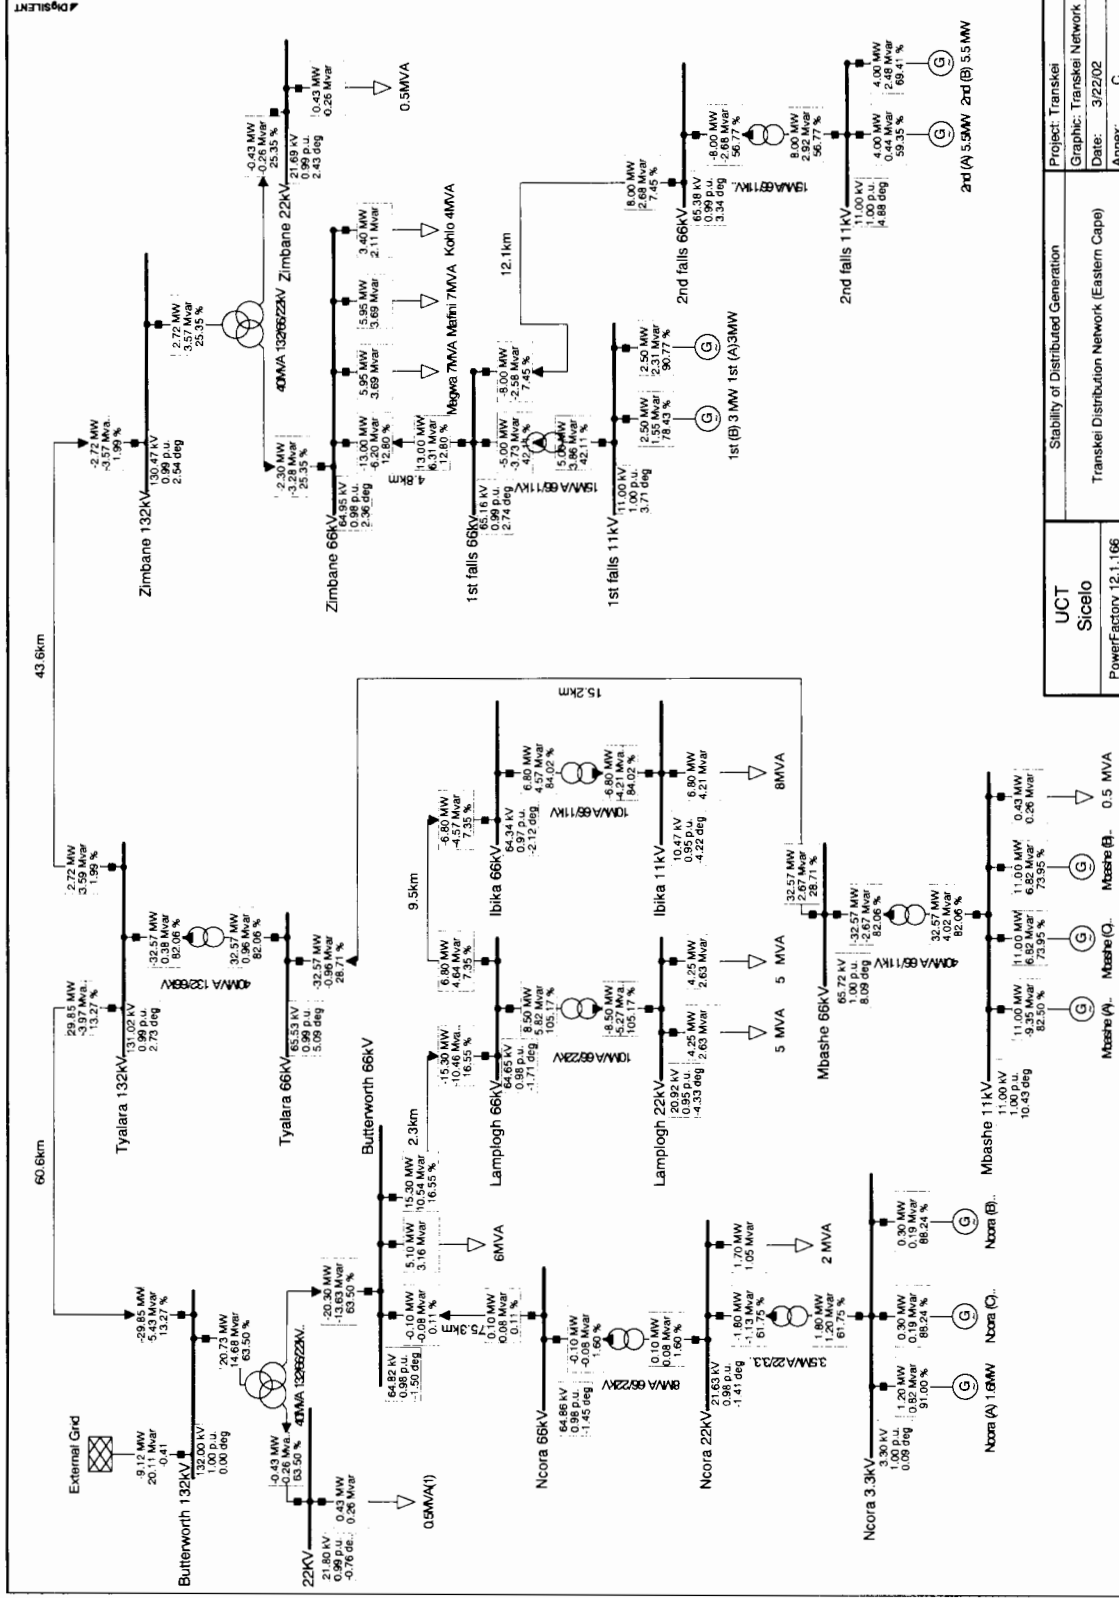 DIgSILENT
External Grid
-9.12 MW
20.11 Mvar
-0.41
Butterworth 132kV
132.00 kV
1.00 p.u.
0.00 deg
-29.85 MW
-5.43 Mvar
13.27 %
60.6km
20.73 MW
14.68 Mvar
63.50 %
-0.43 MW
-0.26 Mva..
63.50 %
22KV
21.80 kV
0.99 p.u.
-0.76 de..
0.43 MW
0.26 Mvar
0.5MVA(1)
-20.30 MW
-13.63 Mvar
63.50 %
Butterworth 66kV
64.82 kV
0.98 p.u.
-1.50 deg
-0.10 MW
-0.08 Mvar
0.11 %
5.10 MW
3.16 Mvar
6MVA
15.30 MW
10.54 Mvar
16.55 %
2.3km
75.3km
0.10 MW
0.08 Mvar
0.11 %
Ncora 66kV
64.86 kV
0.98 p.u.
-1.45 deg
-0.10 MW
-0.08 Mvar
1.60 %
8MVA 66/22kV
0.10 MW
0.08 Mvar
1.60 %
Ncora 22kV
21.63 kV
0.98 p.u.
-1.41 deg
-1.80 MW
-1.13 Mvar
61.75 %
1.70 MW
1.05 Mvar
2 MVA
3.5MVA 22/3.3..
1.80 MW
1.20 Mvar
61.75 %
Ncora 3.3kV
3.30 kV
1.00 p.u.
0.09 deg
1.20 MW
0.82 Mvar
91.00 %
Ncora (A) 1.6MW
0.30 MW
0.19 Mvar
88.24 %
Ncora (C)..
0.30 MW
0.19 Mvar
88.24 %
Ncora (B)..
Tyalara 132kV
131.02 kV
0.99 p.u.
2.73 deg
29.85 MW
-3.97 Mva..
13.27 %
2.72 MW
3.59 Mvar
1.99 %
43.6km
-32.57 MW
0.38 Mvar
82.06 %
40MVA 132/66kV
32.57 MW
0.96 Mvar
82.06 %
Tyalara 66kV
65.53 kV
0.99 p.u.
5.09 deg
-32.57 MW
-0.96 Mvar
28.71 %
-15.30 MW
-10.46 Mva..
16.55 %
Lamplogh 66kV
64.65 kV
0.98 p.u.
-1.71 deg
6.80 MW
4.64 Mvar
7.35 %
9.5km
8.50 MW
5.82 Mvar
105.17 %
10MVA 66/22kV
-8.50 MW
-5.27 Mva..
105.17 %
Lamplogh 22kV
20.92 kV
0.95 p.u.
-4.33 deg
4.25 MW
2.63 Mvar
5 MVA
4.25 MW
2.63 Mvar
5 MVA
-6.80 MW
-4.57 Mvar
7.35 %
Ibika 66kV
64.34 kV
0.97 p.u.
-2.12 deg
6.80 MW
4.57 Mvar
84.02 %
10MVA 66/11kV
-6.80 MW
-4.21 Mva..
84.02 %
Ibika 11kV
10.47 kV
0.95 p.u.
-4.22 deg
6.80 MW
4.21 Mvar
8MVA
15.2km
32.57 MW
2.67 Mvar
28.71 %
Mbashe 66kV
65.72 kV
1.00 p.u.
8.09 deg
-32.57 MW
-2.67 Mvar
82.06 %
40MVA 66/11kV
32.57 MW
4.02 Mvar
82.06 %
Mbashe 11kV
11.00 kV
1.00 p.u.
10.43 deg
11.00 MW
-9.35 Mvar
82.50 %
Mbashe (A)..
11.00 MW
6.82 Mvar
73.95 %
Mbashe (C)..
11.00 MW
6.82 Mvar
73.95 %
Mbashe (B)..
0.43 MW
0.26 Mvar
0.5 MVA
-2.72 MW
-3.57 Mva..
1.99 %
Zimbane 132kV
130.47 kV
0.99 p.u.
2.54 deg
2.72 MW
3.57 Mvar
25.35 %
40MVA 132/66/22kV
-0.43 MW
-0.26 Mvar
25.35 %
Zimbane 22kV
21.69 kV
0.99 p.u.
2.43 deg
0.43 MW
0.26 Mvar
0.5MVA
-2.30 MW
-3.28 Mva..
25.35 %
Zimbane 66kV
64.95 kV
0.98 p.u.
2.36 deg
-13.00 MW
-6.20 Mvar
12.80 %
5.95 MW
3.69 Mvar
Magwa 7MVA
5.95 MW
3.69 Mvar
Mafini 7MVA
3.40 MW
2.11 Mvar
Kohlo 4MVA
4.8km
13.00 MW
6.31 Mvar
12.80 %
1st falls 66kV
65.16 kV
0.99 p.u.
2.74 deg
-5.00 MW
-3.73 Mva..
42.11 %
-8.00 MW
-2.58 Mvar
7.45 %
15MVA 66/11kV
5.00 MW
3.86 Mvar
42.11 %
1st falls 11kV
11.00 kV
1.00 p.u.
3.71 deg
2.50 MW
1.55 Mvar
78.43 %
1st (B) 3 MW
2.50 MW
2.31 Mvar
90.77 %
1st (A)3MW
12.1km
8.00 MW
2.68 Mvar
7.45 %
2nd falls 66kV
65.38 kV
0.99 p.u.
3.34 deg
-8.00 MW
-2.68 Mvar
56.77 %
15MVA 66/11kV..
8.00 MW
2.92 Mvar
56.77 %
2nd falls 11kV
11.00 kV
1.00 p.u.
4.88 deg
4.00 MW
0.44 Mvar
59.35 %
2nd (A) 5.5MW
4.00 MW
2.48 Mvar
69.41 %
2nd (B) 5.5 MW
UCT
Sicelo
PowerFactory 12.1.166
Stability of Distributed Generation
Transkei Distribution Network (Eastern Cape)
Project: Transkei
Graphic: Transkei Network
Date: 3/22/02
Annex: C